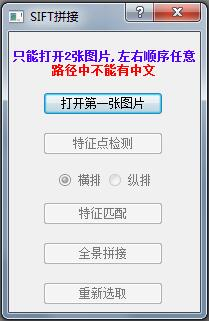 SIFT拼接
只能打开2张图片,左右顺序任意
路径中不能有中文
打开第一张图片
特征点检测
横排 纵排
特征匹配
全景拼接
重新选取